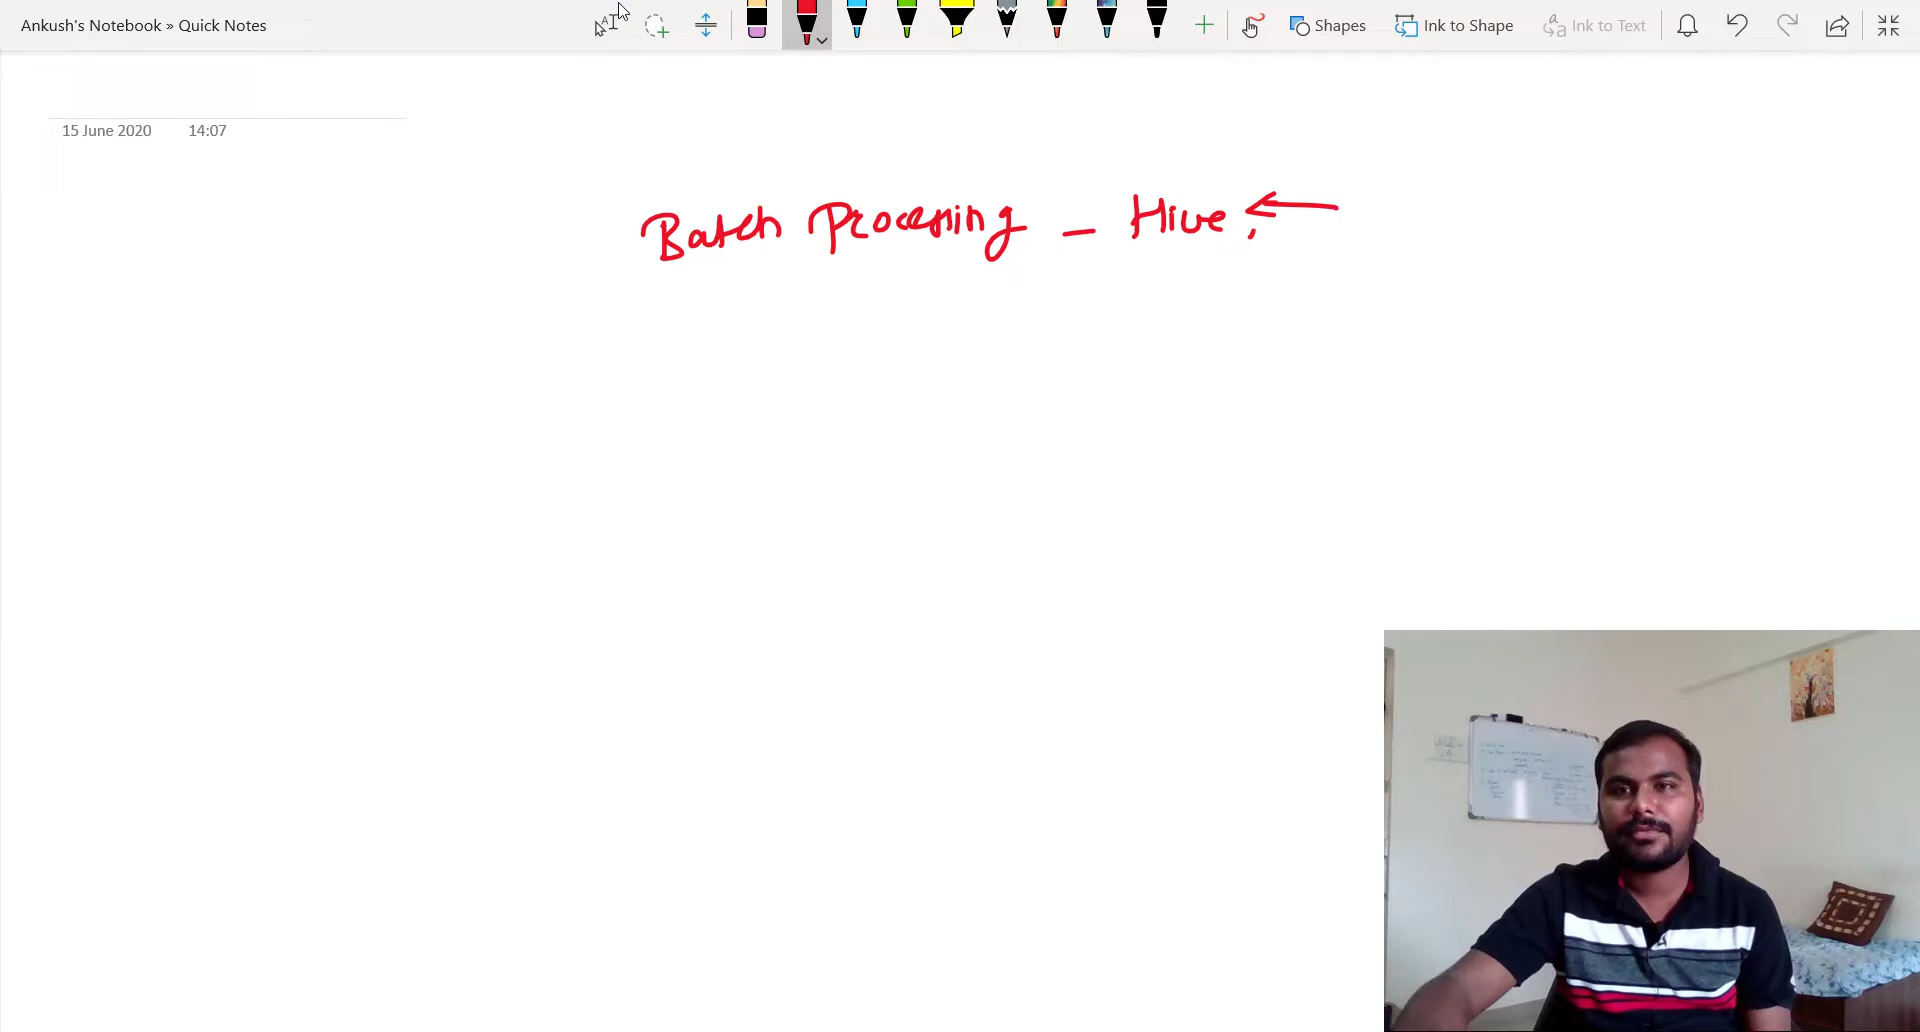 Ankush's Notebook » Quick Notes
Shapes
Ink to Shape
Ink to Text
15 June 2020 14:07
Batch Processing - Hive